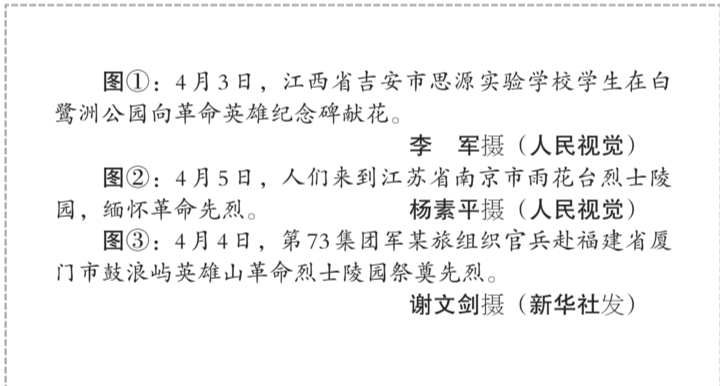 图①：4月3日，江西省吉安市思源实验学校学生在白
鹭洲公园向革命英雄纪念碑献花。
李　军摄（人民视觉）
图②：4月5日，人们来到江苏省南京市雨花台烈士陵
园，缅怀革命先烈。　杨素平摄（人民视觉）
图③：4月4日，第73集团军某旅组织官兵赴福建省厦
门市鼓浪屿英雄山革命烈士陵园祭奠先烈。
谢文剑摄（新华社发）